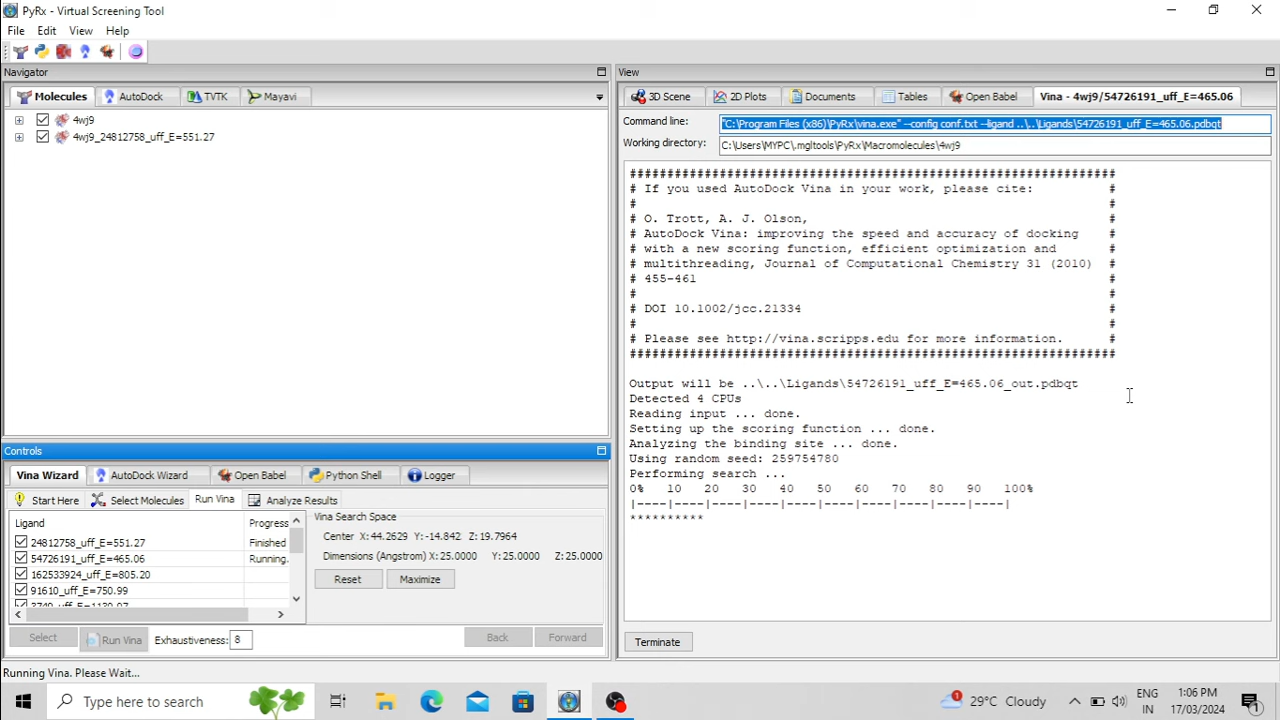 PyRx - Virtual Screening Tool
File Edit View Help
Navigator
Molecules AutoDock TVTK Mayavi
4wj9
4wj9_24812758_uff_E=551.27
View
3D Scene 2D Plots Documents Tables Open Babel Vina - 4wj9/54726191_uff_E=465.06
Command line: "C:\Program Files (x86)\PyRx\vina.exe" --config conf.txt --ligand ..\..\Ligands\54726191_uff_E=465.06.pdbqt
Working directory: C:\Users\MYPC\.mgltools\PyRx\Macromolecules\4wj9
#################################################################
# If you used AutoDock Vina in your work, please cite: #
# #
# O. Trott, A. J. Olson, #
# AutoDock Vina: improving the speed and accuracy of docking #
# with a new scoring function, efficient optimization and #
# multithreading, Journal of Computational Chemistry 31 (2010) #
# 455-461 #
# #
# DOI 10.1002/jcc.21334 #
# #
# Please see http://vina.scripps.edu for more information. #
#################################################################
Output will be ..\..\Ligands\54726191_uff_E=465.06_out.pdbqt
Detected 4 CPUs
Reading input ... done.
Setting up the scoring function ... done.
Analyzing the binding site ... done.
Using random seed: 259754780
Performing search ...
0% 10 20 30 40 50 60 70 80 90 100%
|----|----|----|----|----|----|----|----|----|----|
**********
Terminate
Controls
Vina Wizard AutoDock Wizard Open Babel Python Shell Logger
Start Here Select Molecules Run Vina Analyze Results
Ligand Progress
24812758_uff_E=551.27 Finished
54726191_uff_E=465.06 Running.
162533924_uff_E=805.20
91610_uff_E=750.99
3749_uff_E=1139.07
Vina Search Space
Center X: 44.2629 Y: -14.842 Z: 19.7964
Dimensions (Angstrom) X: 25.0000 Y: 25.0000 Z: 25.0000
Reset Maximize
Select Run Vina Exhaustiveness: 8 Back Forward
Running Vina. Please Wait...
Type here to search
29°C Cloudy
ENG
IN
1:06 PM
17/03/2024